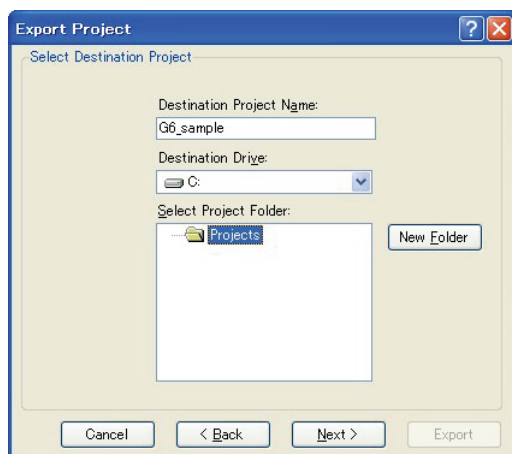 Export Project
Select Destination Project
Destination Project Name:
G6_sample
Destination Drive:
C:
Select Project Folder:
Projects
New Folder
Cancel
< Back
Next >
Export